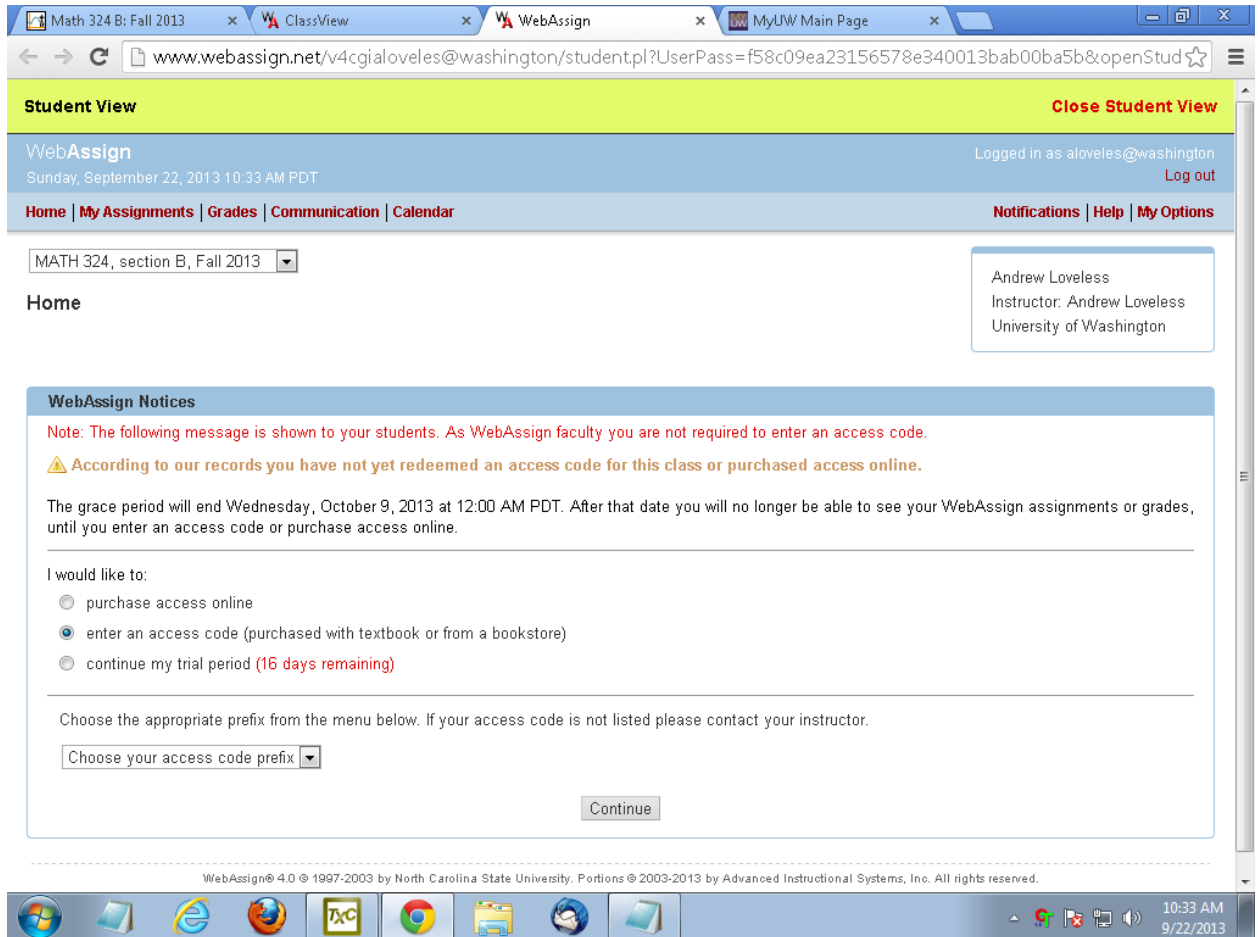 Math 324 B: Fall 2013 × ClassView × WebAssign × MyUW Main Page ×
www.webassign.net/v4cgialoveles@washington/student.pl?UserPass=f58c09ea23156578e340013bab00ba5b&openStud
Student View Close Student View
WebAssign Logged in as aloveles@washington
Sunday, September 22, 2013 10:33 AM PDT Log out
Home | My Assignments | Grades | Communication | Calendar Notifications | Help | My Options
MATH 324, section B, Fall 2013
Home
Andrew Loveless
Instructor: Andrew Loveless
University of Washington
WebAssign Notices
Note: The following message is shown to your students. As WebAssign faculty you are not required to enter an access code.
According to our records you have not yet redeemed an access code for this class or purchased access online.
The grace period will end Wednesday, October 9, 2013 at 12:00 AM PDT. After that date you will no longer be able to see your WebAssign assignments or grades,
until you enter an access code or purchase access online.
I would like to:
purchase access online
enter an access code (purchased with textbook or from a bookstore)
continue my trial period (16 days remaining)
Choose the appropriate prefix from the menu below. If your access code is not listed please contact your instructor.
Choose your access code prefix
Continue
WebAssign® 4.0 © 1997-2003 by North Carolina State University. Portions © 2003-2013 by Advanced Instructional Systems, Inc. All rights reserved.
TXC
10:33 AM
9/22/2013